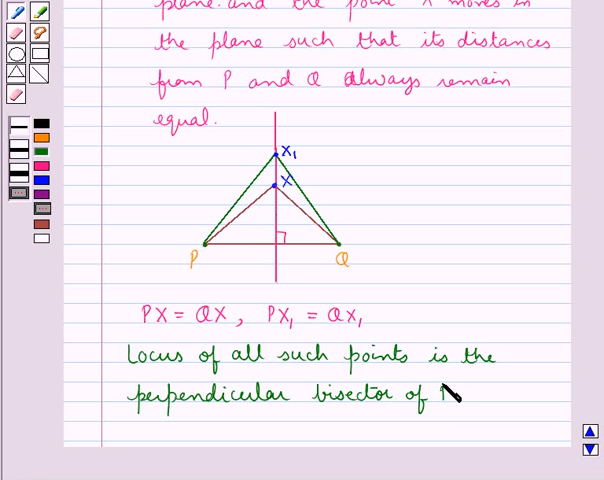 plane. and the point X moves in
the plane such that its distances
from P and Q always remain
equal.
X1
X
P
Q
PX = QX, PX1 = QX1
Locus of all such points is the
perpendicular bisector of